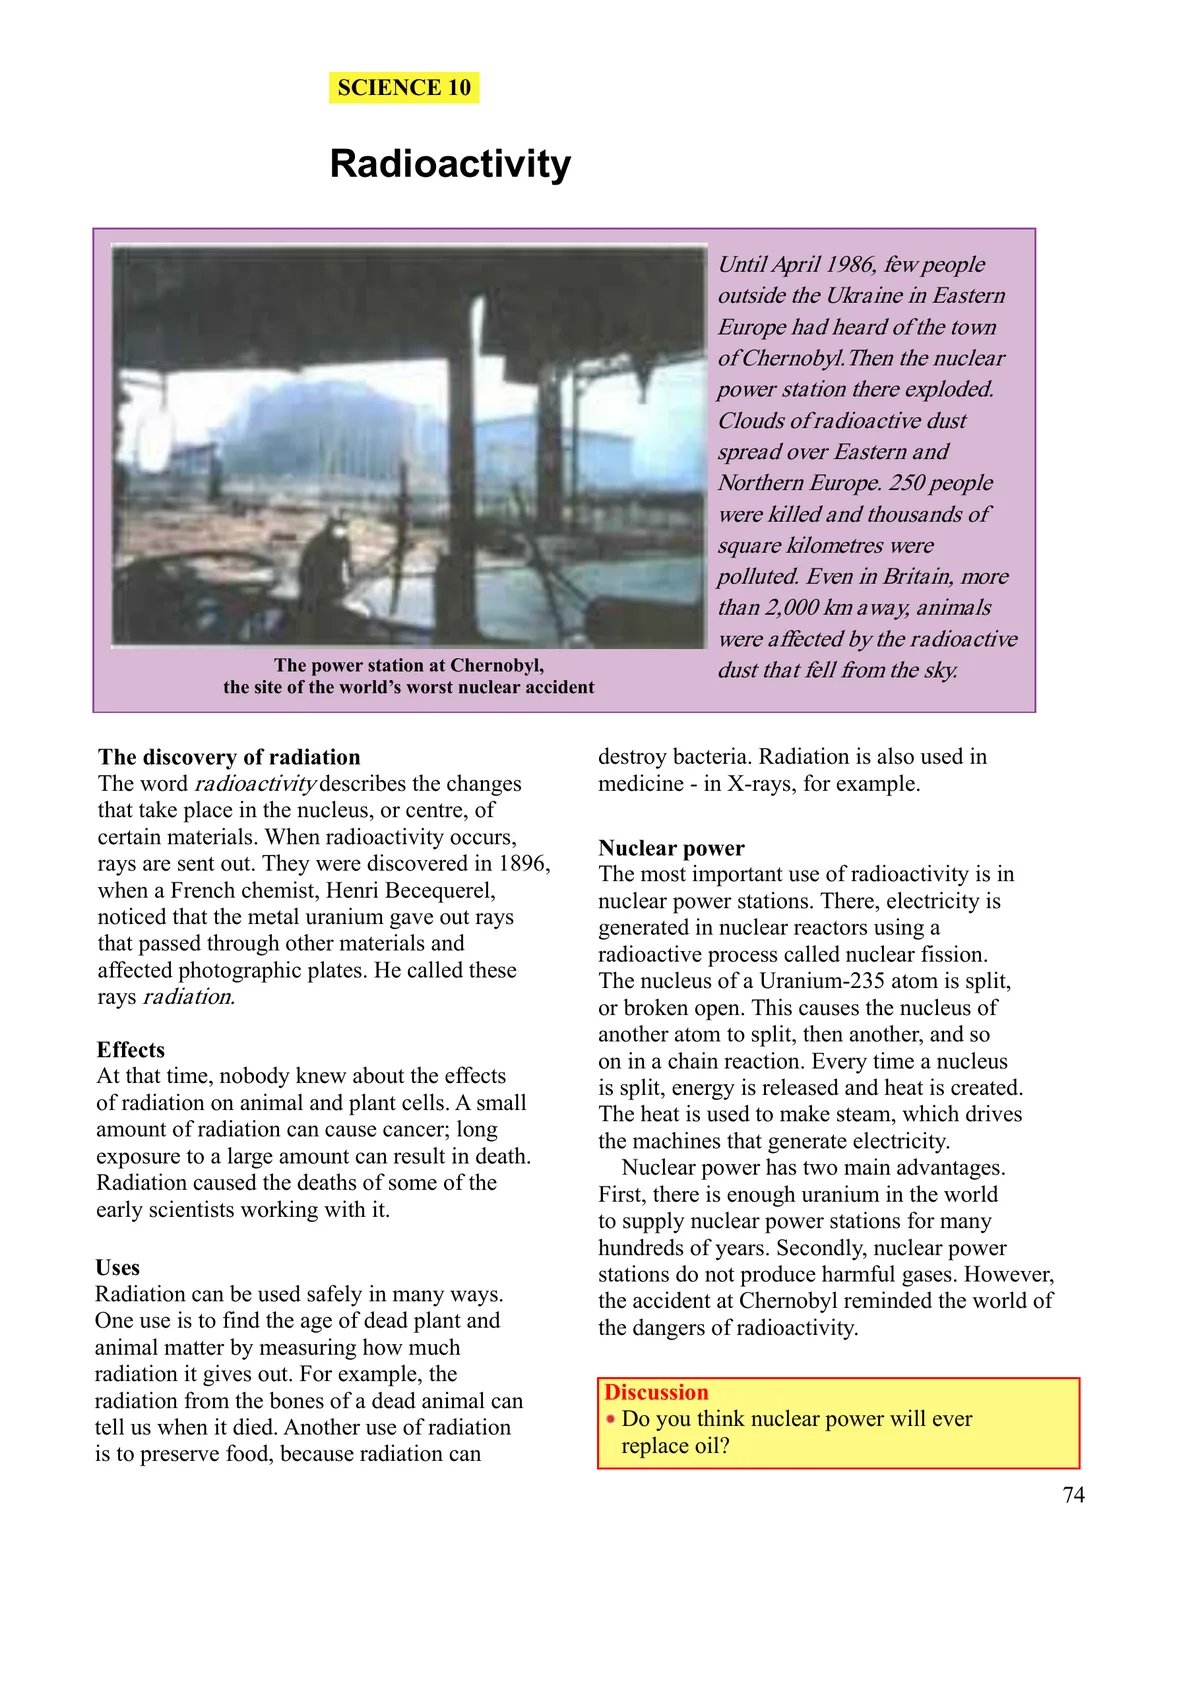 SCIENCE 10
Radioactivity
Until April 1986, few people
outside the Ukraine in Eastern
Europe had heard of the town
of Chernobyl.Then the nuclear
power station there exploded.
Clouds of radioactive dust
spread over Eastern and
Northern Europe. 250 people
were killed and thousands of
square kilometres were
polluted. Even in Britain, more
than 2,000 km away, animals
were affected by the radioactive
dust that fell from the sky.
The power station at Chernobyl,
the site of the world’s worst nuclear accident
The discovery of radiation
The word radioactivity describes the changes
that take place in the nucleus, or centre, of
certain materials. When radioactivity occurs,
rays are sent out. They were discovered in 1896,
when a French chemist, Henri Becequerel,
noticed that the metal uranium gave out rays
that passed through other materials and
affected photographic plates. He called these
rays radiation.
Effects
At that time, nobody knew about the effects
of radiation on animal and plant cells. A small
amount of radiation can cause cancer; long
exposure to a large amount can result in death.
Radiation caused the deaths of some of the
early scientists working with it.
Uses
Radiation can be used safely in many ways.
One use is to find the age of dead plant and
animal matter by measuring how much
radiation it gives out. For example, the
radiation from the bones of a dead animal can
tell us when it died. Another use of radiation
is to preserve food, because radiation can
destroy bacteria. Radiation is also used in
medicine - in X-rays, for example.
Nuclear power
The most important use of radioactivity is in
nuclear power stations. There, electricity is
generated in nuclear reactors using a
radioactive process called nuclear fission.
The nucleus of a Uranium-235 atom is split,
or broken open. This causes the nucleus of
another atom to split, then another, and so
on in a chain reaction. Every time a nucleus
is split, energy is released and heat is created.
The heat is used to make steam, which drives
the machines that generate electricity.
Nuclear power has two main advantages.
First, there is enough uranium in the world
to supply nuclear power stations for many
hundreds of years. Secondly, nuclear power
stations do not produce harmful gases. However,
the accident at Chernobyl reminded the world of
the dangers of radioactivity.
Discussion
• Do you think nuclear power will ever
replace oil?
74